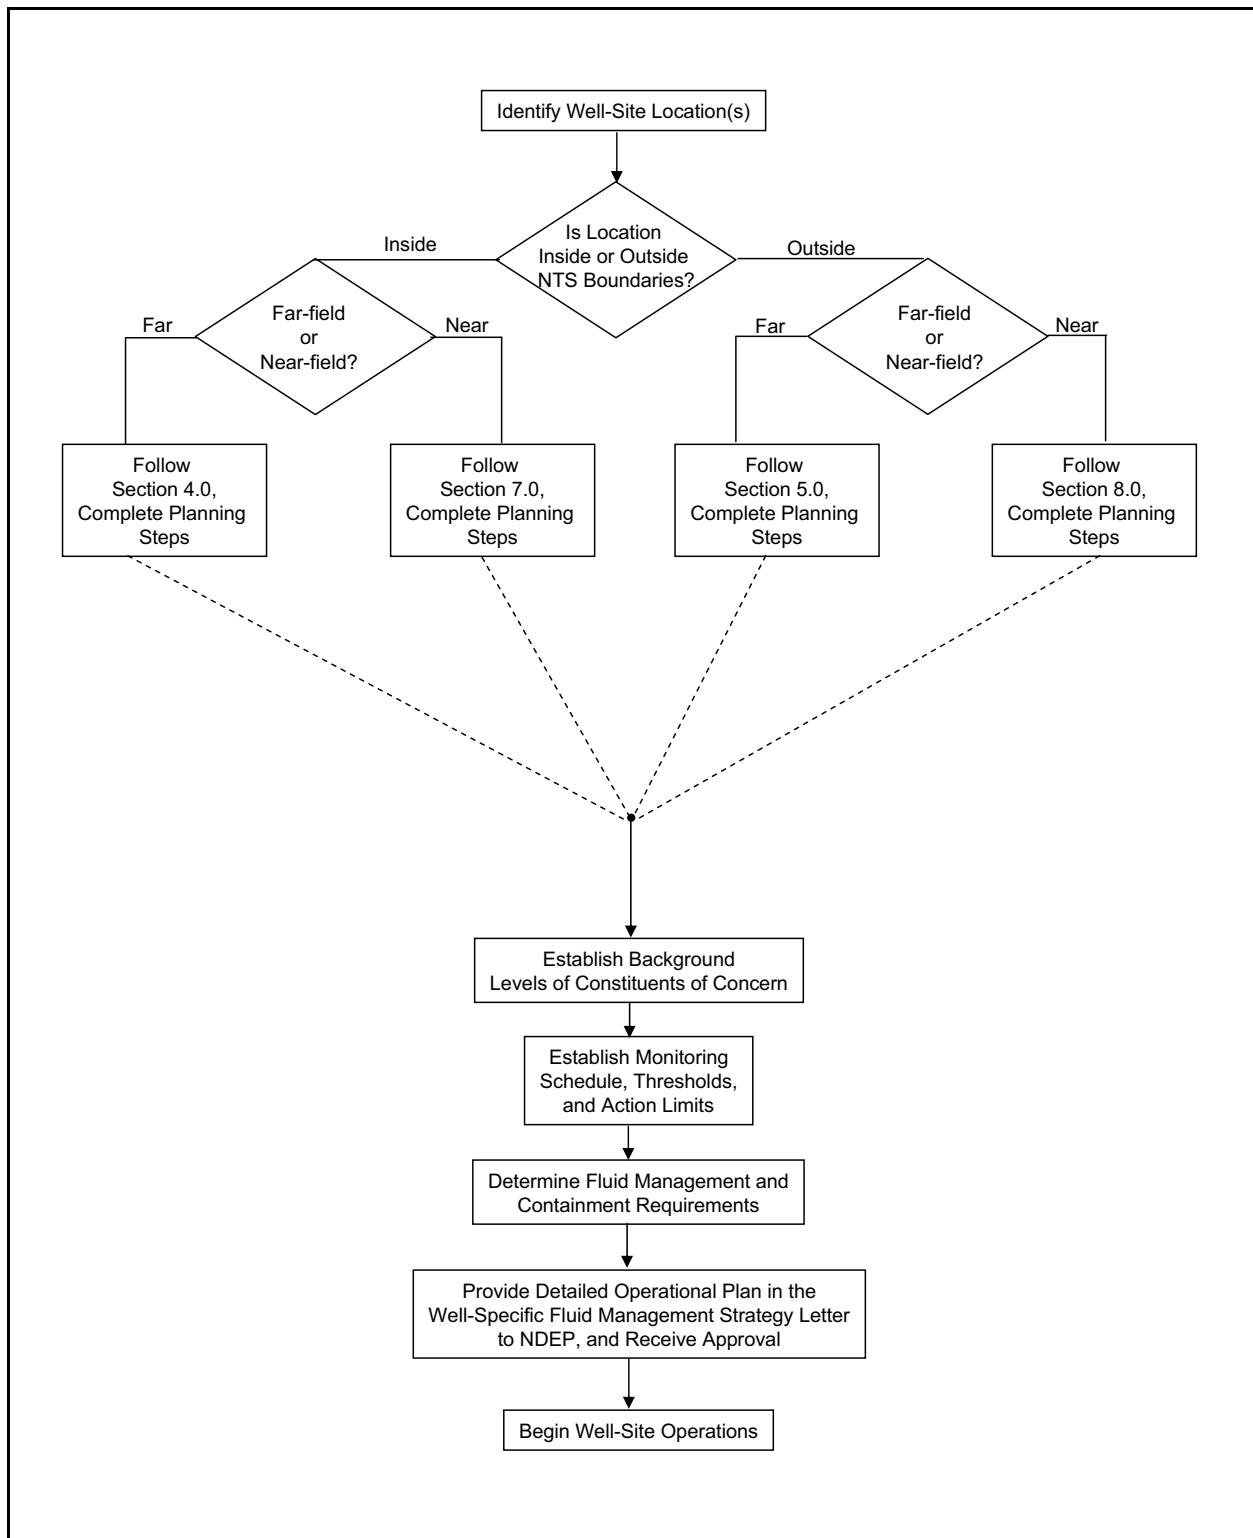 Identify Well-Site Location(s)
Is Location
Inside or Outside
NTS Boundaries?
Inside
Outside
Far-field
or
Near-field?
Far
Near
Far-field
or
Near-field?
Far
Near
Follow
Section 4.0,
Complete Planning
Steps
Follow
Section 7.0,
Complete Planning
Steps
Follow
Section 5.0,
Complete Planning
Steps
Follow
Section 8.0,
Complete Planning
Steps
Establish Background
Levels of Constituents of Concern
Establish Monitoring
Schedule, Thresholds,
and Action Limits
Determine Fluid Management and
Containment Requirements
Provide Detailed Operational Plan in the
Well-Specific Fluid Management Strategy Letter
to NDEP, and Receive Approval
Begin Well-Site Operations